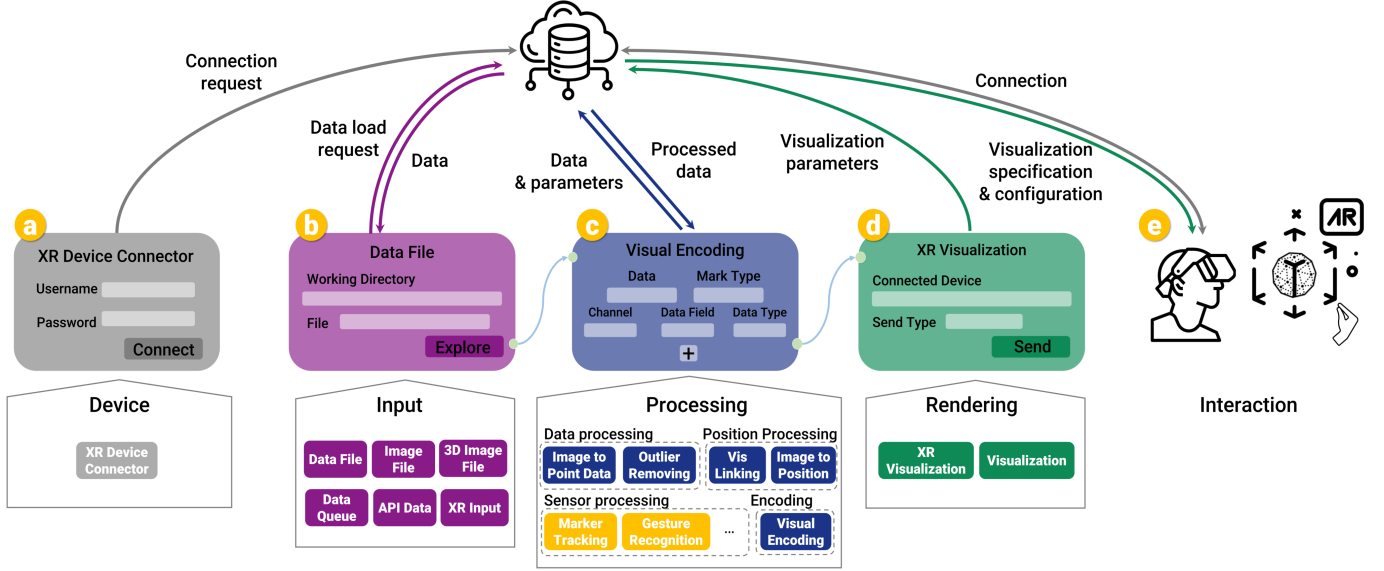 Connection
request
Data load
request
Data
Data
& parameters
Processed
data
Visualization
parameters
Connection
Visualization
specification
& configuration
a
XR Device Connector
Username
Password
Connect
b
Data File
Working Directory
File
Explore
c
Visual Encoding
Data
Mark Type
Channel
Data Field
Data Type
+
d
XR Visualization
Connected Device
Send Type
Send
e
AR
Device
XR Device
Connector
Input
Data File
Image
File
3D Image
File
Data
Queue
API Data
XR Input
Processing
Data processing
Image to
Point Data
Outlier
Removing
Position Processing
Vis
Linking
Image to
Position
Sensor processing
Marker
Tracking
Gesture
Recognition
...
Encoding
Visual
Encoding
Rendering
XR
Visualization
Visualization
Interaction